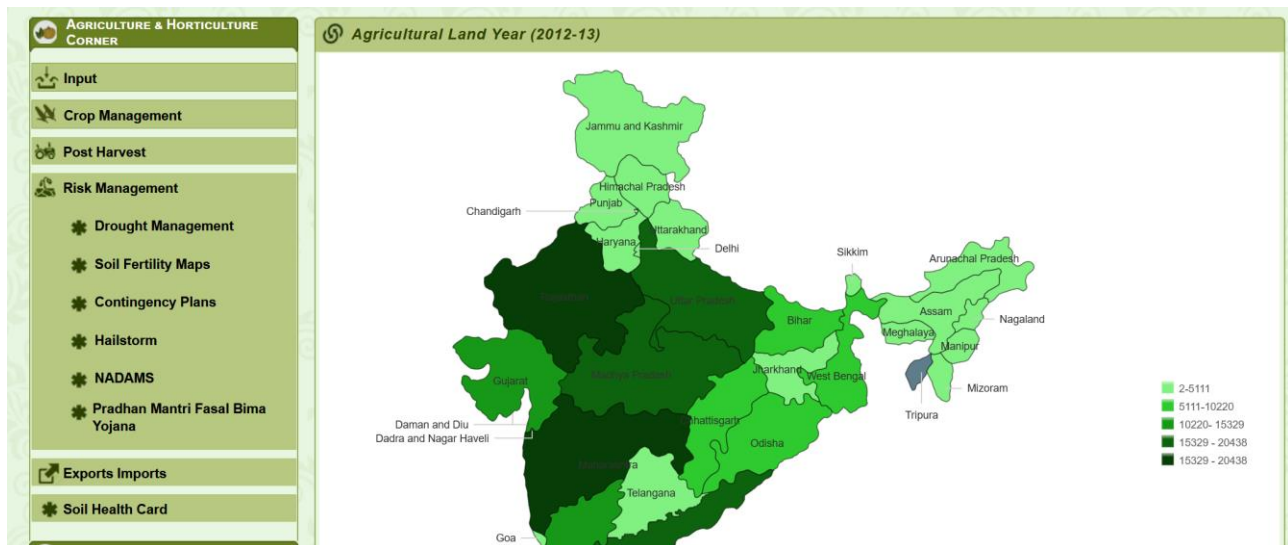 AGRICULTURE & HORTICULTURE
CORNER
Input
Crop Management
Post Harvest
Risk Management
Drought Management
Soil Fertility Maps
Contingency Plans
Hailstorm
NADAMS
Pradhan Mantri Fasal Bima
Yojana
Exports Imports
Soil Health Card
Agricultural Land Year (2012-13)
Jammu and Kashmir
Himachal Pradesh
Punjab
Chandigarh
Uttarakhand
Haryana
Delhi
Sikkim
Arunachal Pradesh
Rajasthan
Uttar Pradesh
Bihar
Assam
Nagaland
Meghalaya
Manipur
Jharkhand
West Bengal
Madhya Pradesh
Gujarat
Mizoram
Tripura
Daman and Diu
Dadra and Nagar Haveli
Chhattisgarh
Odisha
Maharashtra
Telangana
Goa
2-5111
5111-10220
10220- 15329
15329 - 20438
15329 - 20438